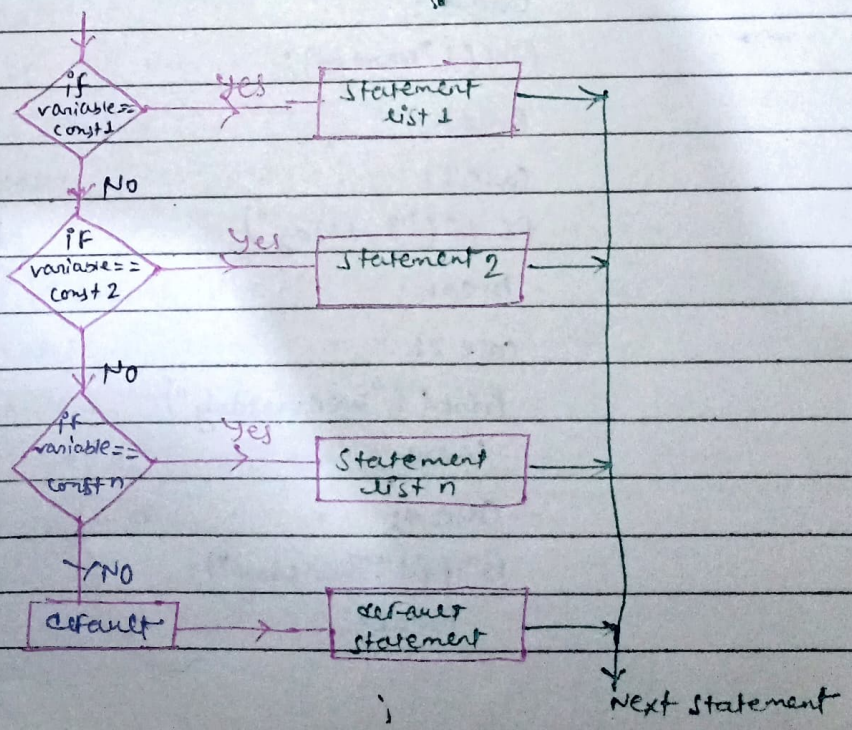 if
variable==
const1
yes
Statement
list 1
NO
if
variable==
const 2
yes
Statement 2
NO
if
variable==
const n
yes
Statement
list n
NO
default
default
statement
Next statement